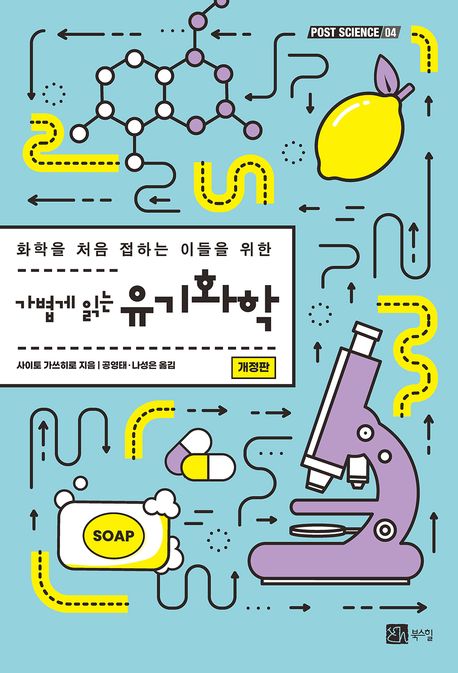 POST SCIENCE/04
화학을 처음 접하는 이들을 위한
가볍게 읽는 유기화학
사이토 가쓰히로 지음 | 공영태·나성은 옮김
개정판
SOAP
북스힐